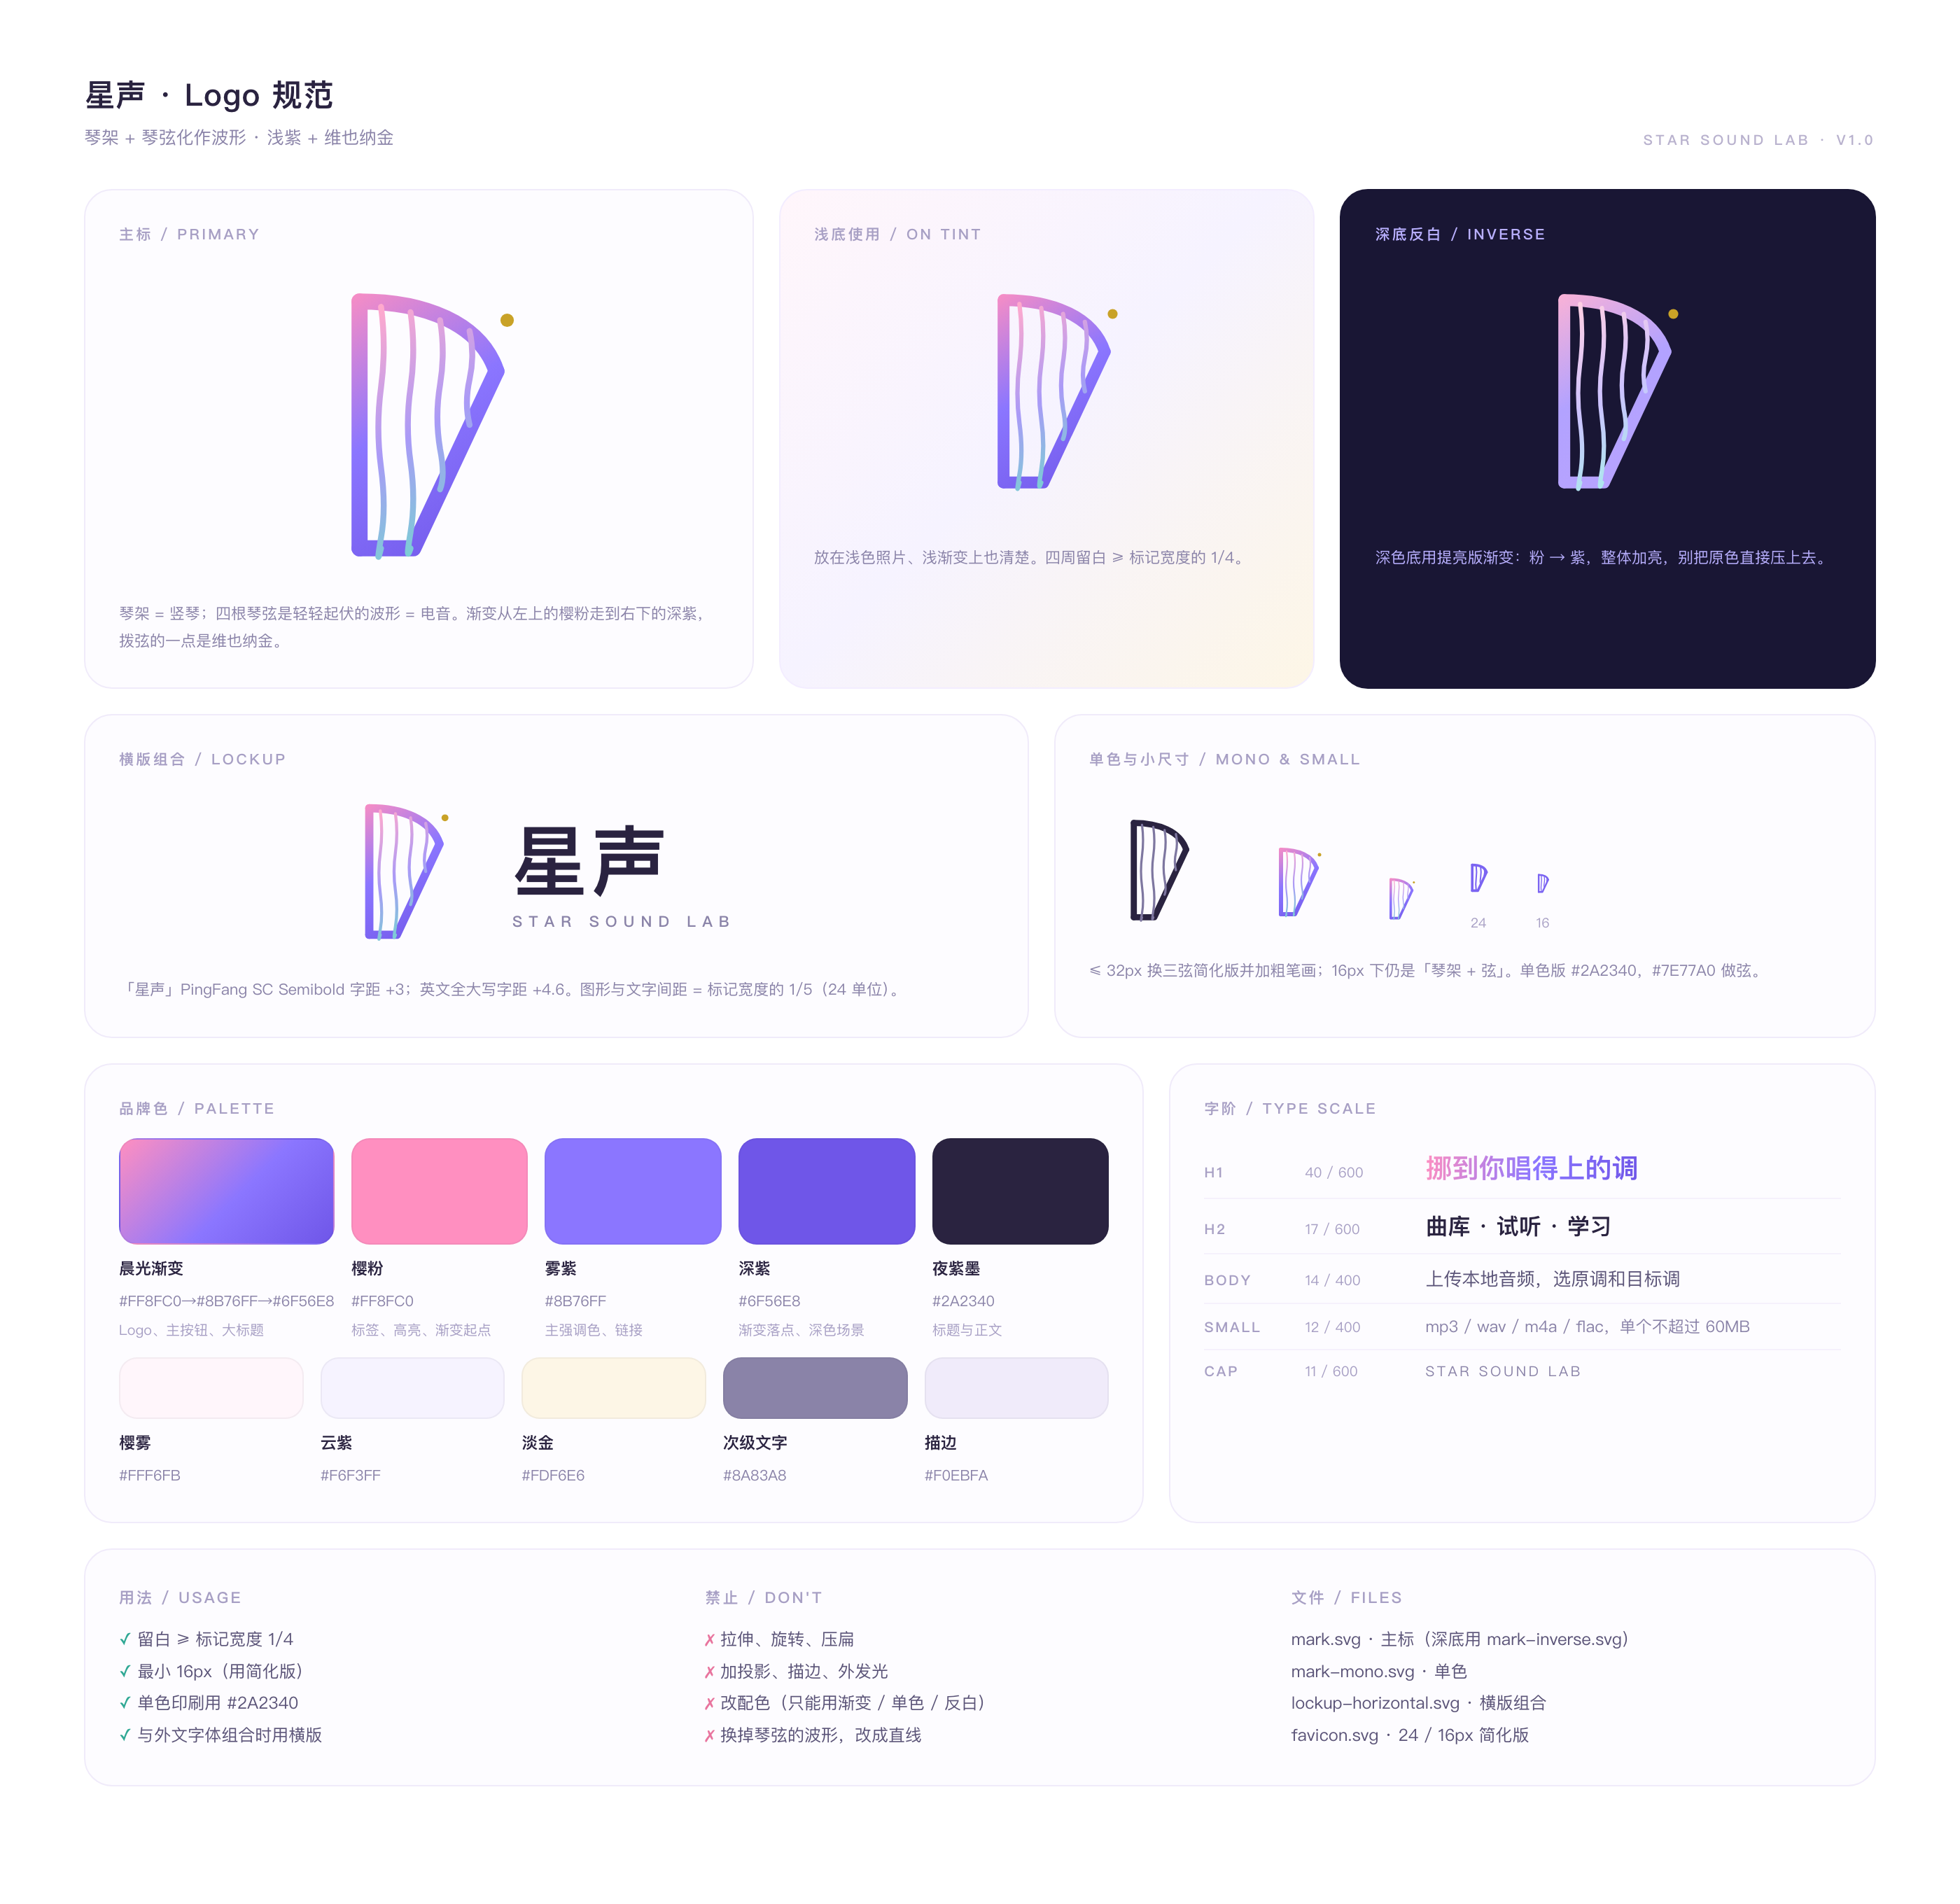 星声 · Logo 规范
琴架 + 琴弦化作波形 · 浅紫 + 维也纳金
STAR SOUND LAB · V1.0
主标 / PRIMARY
琴架 = 竖琴；四根琴弦是轻轻起伏的波形 = 电音。渐变从左上的樱粉走到右下的深紫，
拨弦的一点是维也纳金。
浅底使用 / ON TINT
放在浅色照片、浅渐变上也清楚。四周留白 ≥ 标记宽度的 1/4。
深底反白 / INVERSE
深色底用提亮版渐变：粉 → 紫，整体加亮，别把原色直接压上去。
横版组合 / LOCKUP
星声
STAR SOUND LAB
「星声」PingFang SC Semibold 字距 +3；英文全大写字距 +4.6。图形与文字间距 = 标记宽度的 1/5（24 单位）。
单色与小尺寸 / MONO & SMALL
24
16
≤ 32px 换三弦简化版并加粗笔画；16px 下仍是「琴架 + 弦」。单色版 #2A2340，#7E77A0 做弦。
品牌色 / PALETTE
晨光渐变
#FF8FC0→#8B76FF→#6F56E8
Logo、主按钮、大标题
樱粉
#FF8FC0
标签、高亮、渐变起点
雾紫
#8B76FF
主强调色、链接
深紫
#6F56E8
渐变落点、深色场景
夜紫墨
#2A2340
标题与正文
樱雾
#FFF6FB
云紫
#F6F3FF
淡金
#FDF6E6
次级文字
#8A83A8
描边
#F0EBFA
字阶 / TYPE SCALE
H1 40 / 600 挪到你唱得上的调
H2 17 / 600 曲库 · 试听 · 学习
BODY 14 / 400 上传本地音频，选原调和目标调
SMALL 12 / 400 mp3 / wav / m4a / flac，单个不超过 60MB
CAP 11 / 600 STAR SOUND LAB
用法 / USAGE
✓ 留白 ≥ 标记宽度 1/4
✓ 最小 16px（用简化版）
✓ 单色印刷用 #2A2340
✓ 与外文字体组合时用横版
禁止 / DON'T
✗ 拉伸、旋转、压扁
✗ 加投影、描边、外发光
✗ 改配色（只能用渐变 / 单色 / 反白）
✗ 换掉琴弦的波形，改成直线
文件 / FILES
mark.svg · 主标（深底用 mark-inverse.svg）
mark-mono.svg · 单色
lockup-horizontal.svg · 横版组合
favicon.svg · 24 / 16px 简化版